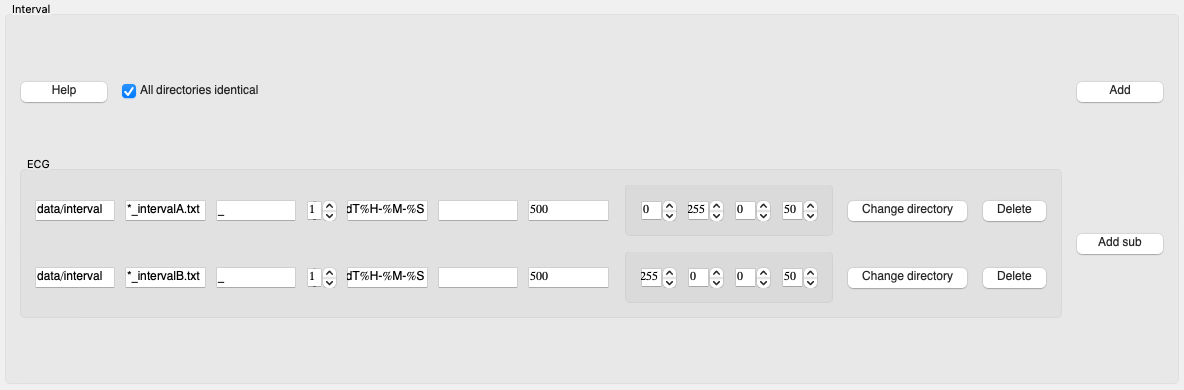 Interval
Help All directories identical Add
ECG
data/interval *_intervalA.txt _ 1 dT%H-%M-%S 500 0 255 0 50 Change directory Delete
Add sub
data/interval *_intervalB.txt _ 1 dT%H-%M-%S 500 255 0 0 50 Change directory Delete